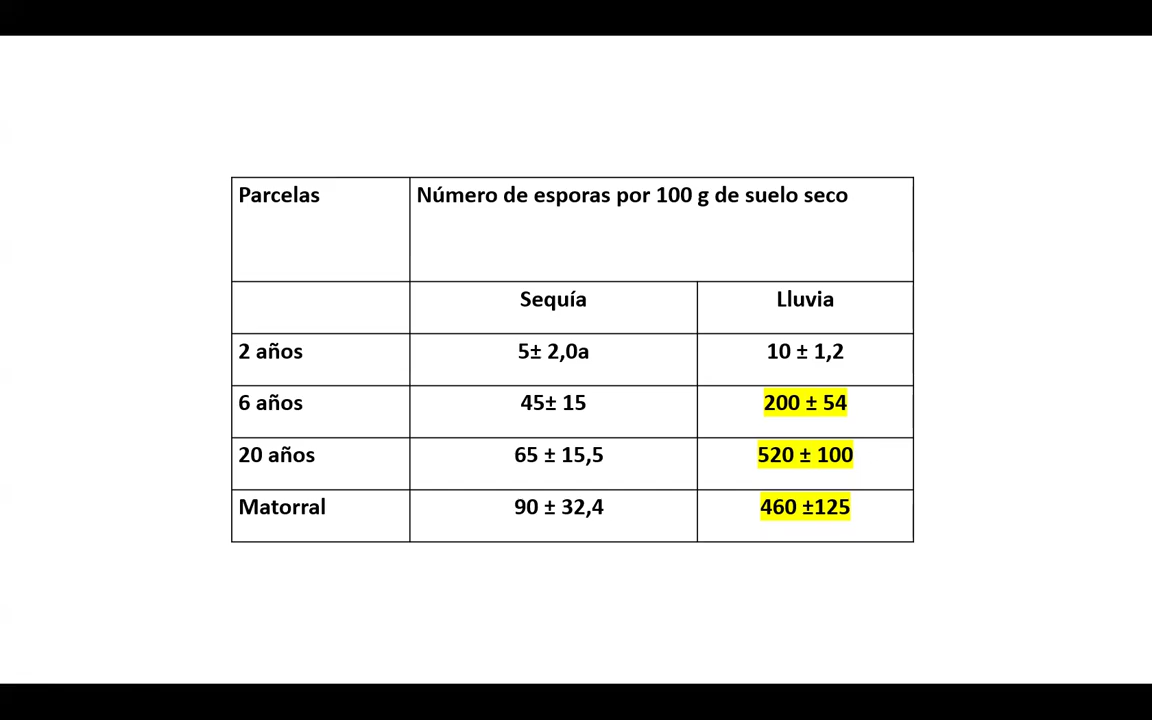 Parcelas Número de esporas por 100 g de suelo seco
Sequía Lluvia
2 años 5± 2,0a 10 ± 1,2
6 años 45± 15 200 ± 54
20 años 65 ± 15,5 520 ± 100
Matorral 90 ± 32,4 460 ±125